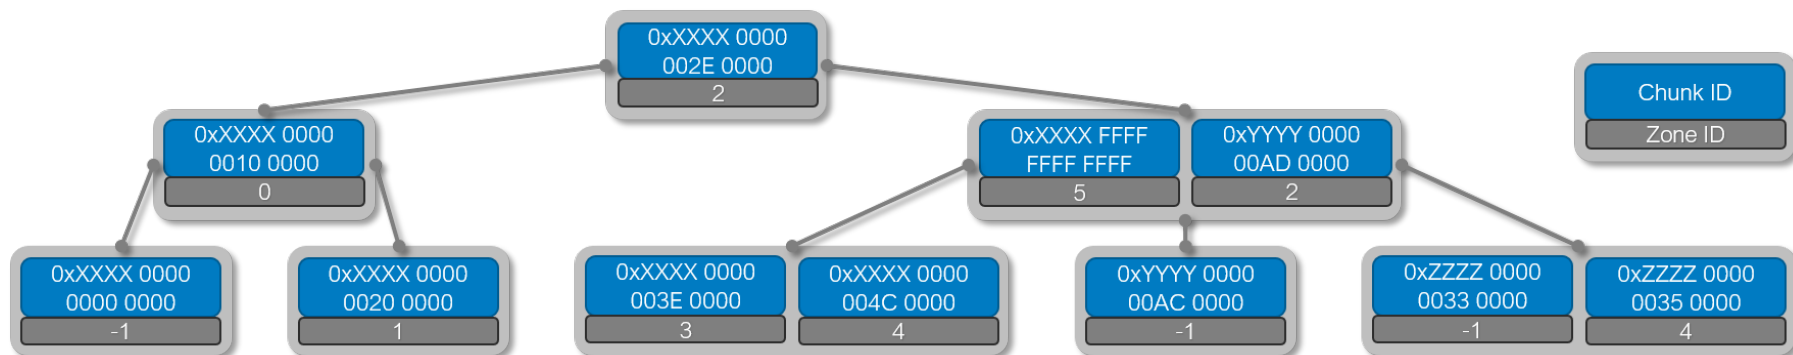 0xXXXX 0000
002E 0000
2
0xXXXX 0000
0010 0000
0
0xXXXX FFFF
FFFF FFFF
5
0xYYYY 0000
00AD 0000
2
Chunk ID
Zone ID
0xXXXX 0000
0000 0000
-1
0xXXXX 0000
0020 0000
1
0xXXXX 0000
003E 0000
3
0xXXXX 0000
004C 0000
4
0xYYYY 0000
00AC 0000
-1
0xZZZZ 0000
0033 0000
-1
0xZZZZ 0000
0035 0000
4